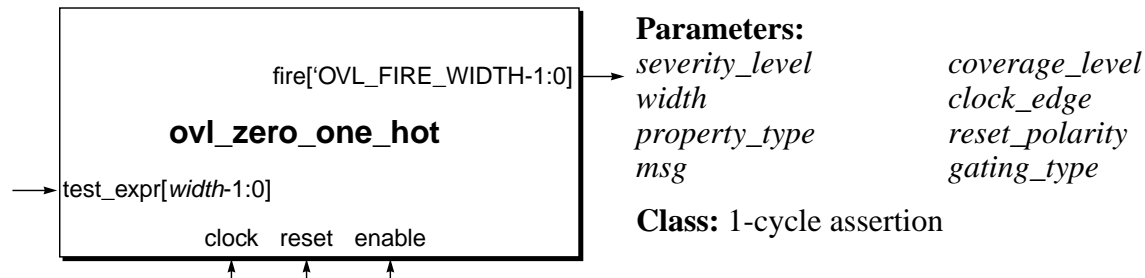 fire[‘OVL_FIRE_WIDTH-1:0]
ovl_zero_one_hot
test_expr[width-1:0]
clock reset enable
Parameters:
severity_level coverage_level
width clock_edge
property_type reset_polarity
msg gating_type
Class: 1-cycle assertion